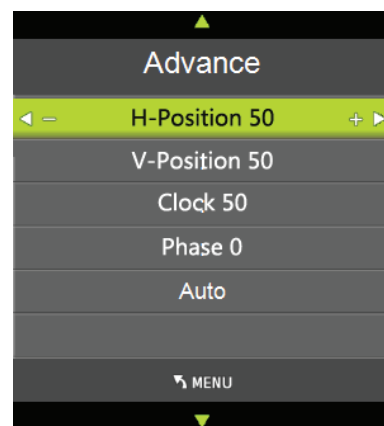 Advance
H-Position 50
V-Position 50
Clock 50
Phase 0
Auto
MENU